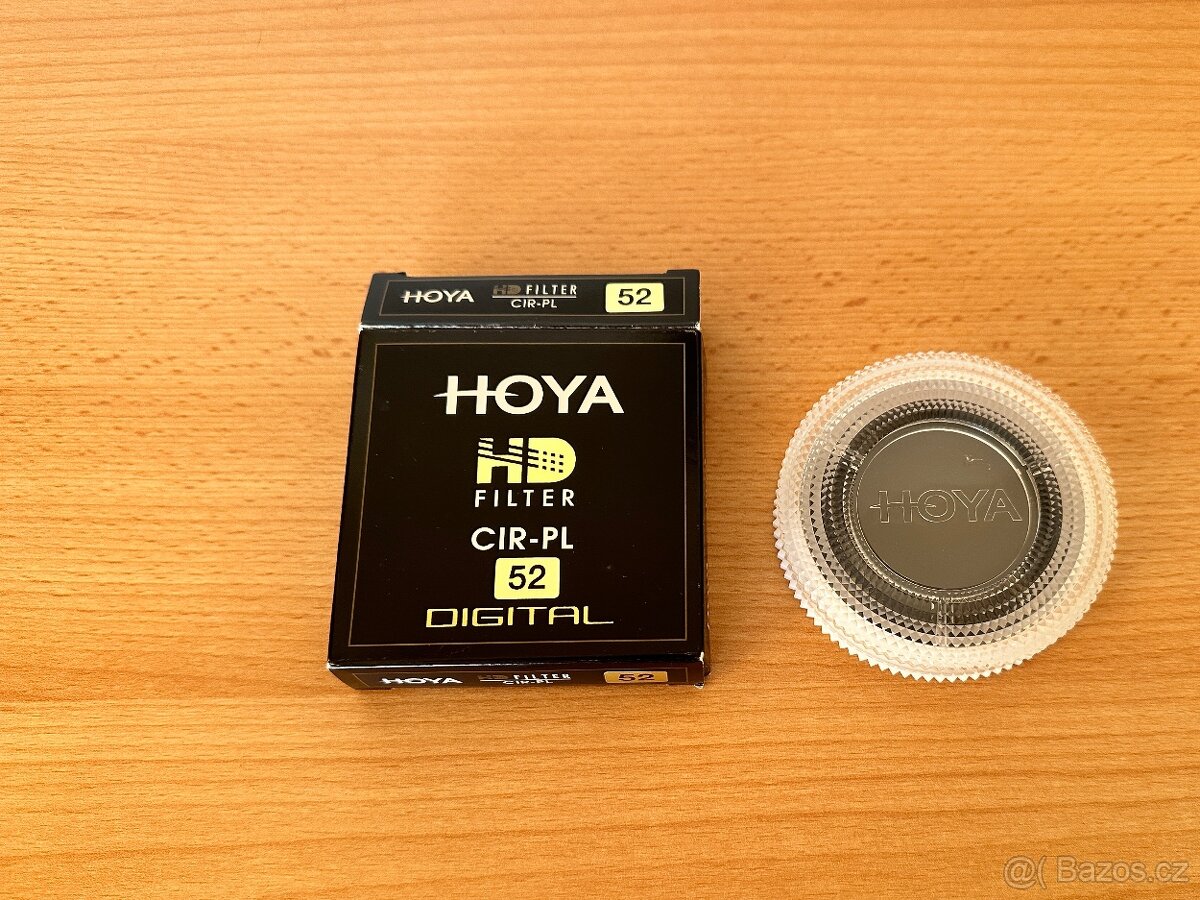 HOYA HD FILTER CIR-PL 52
HOYA
HD
FILTER
CIR-PL
52
DIGITAL
HOYA HD FILTER CIR-PL 52
HOYA
@( Bazos.cz